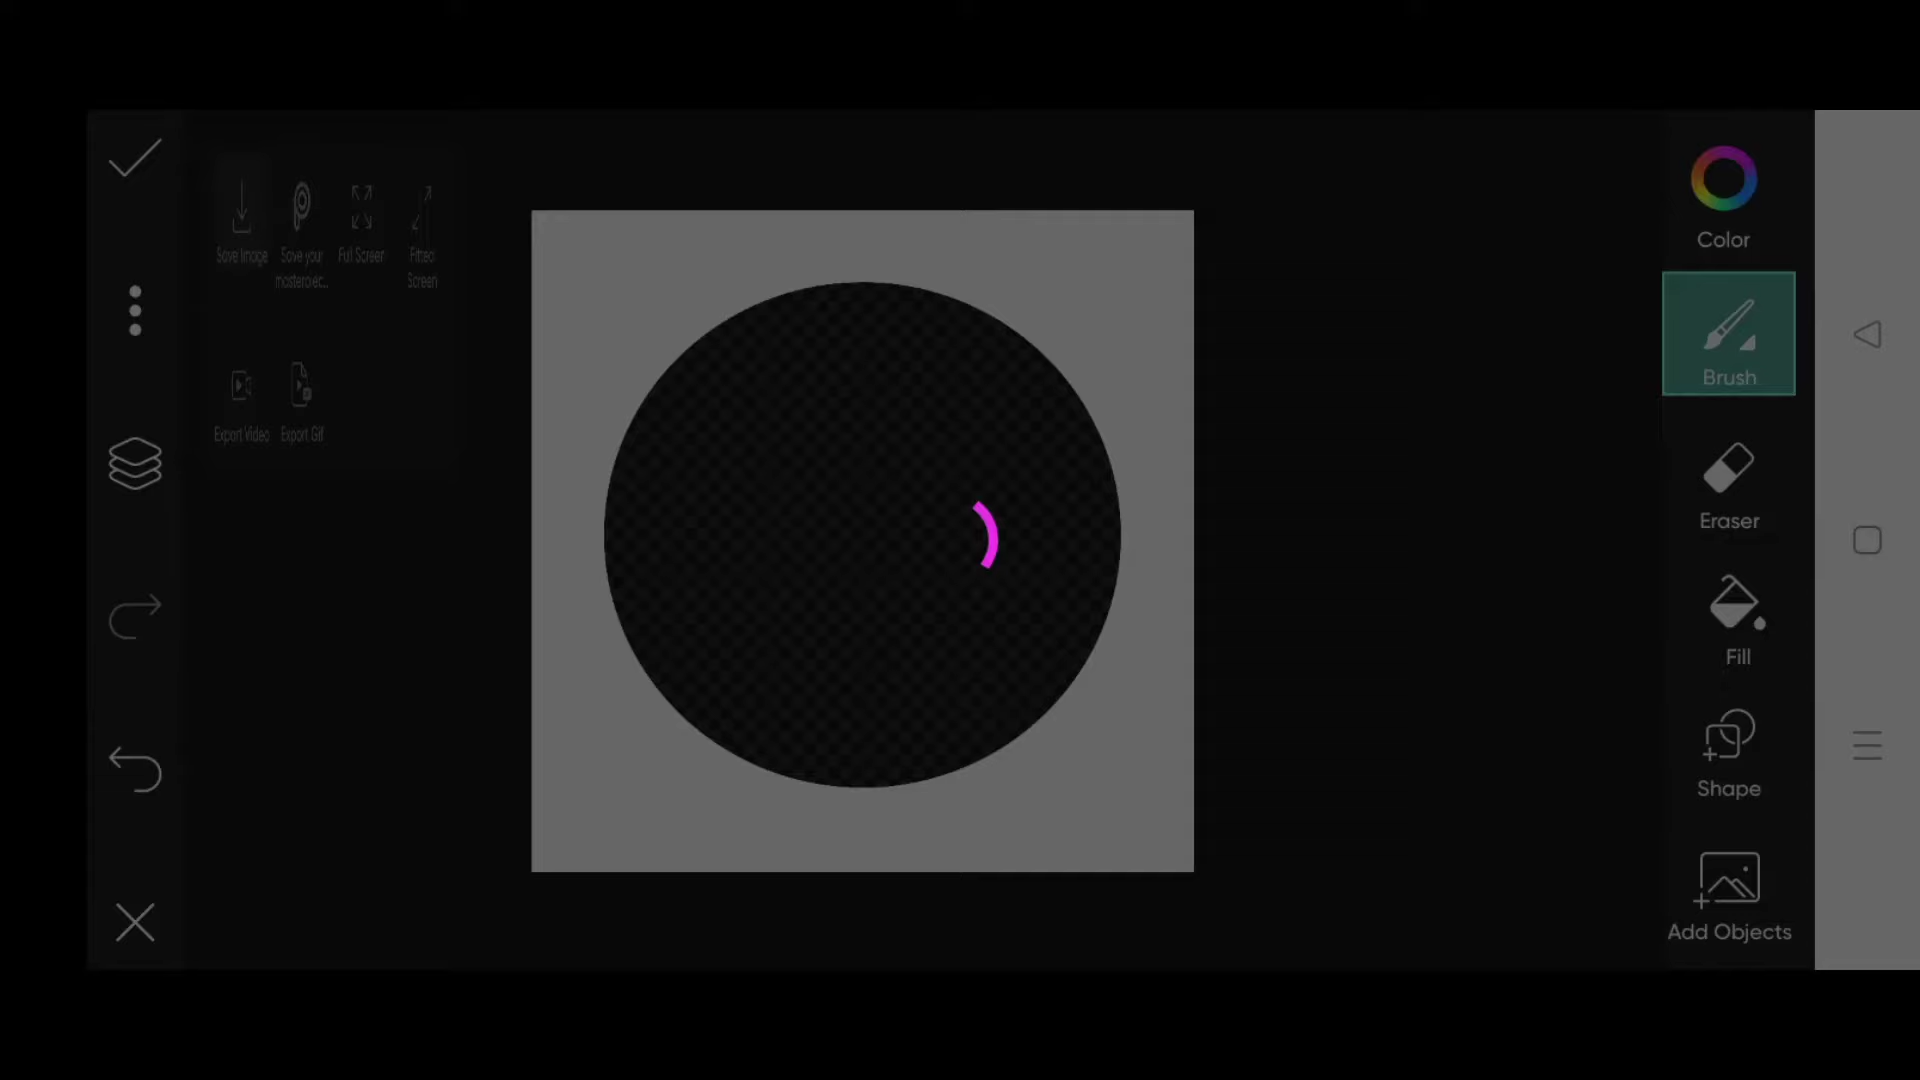 Save Image
Save your
masterpiec...
Full Screen
Fitted
Screen
Export Video
Export Gif
Color
Brush
Eraser
Fill
Shape
Add Objects